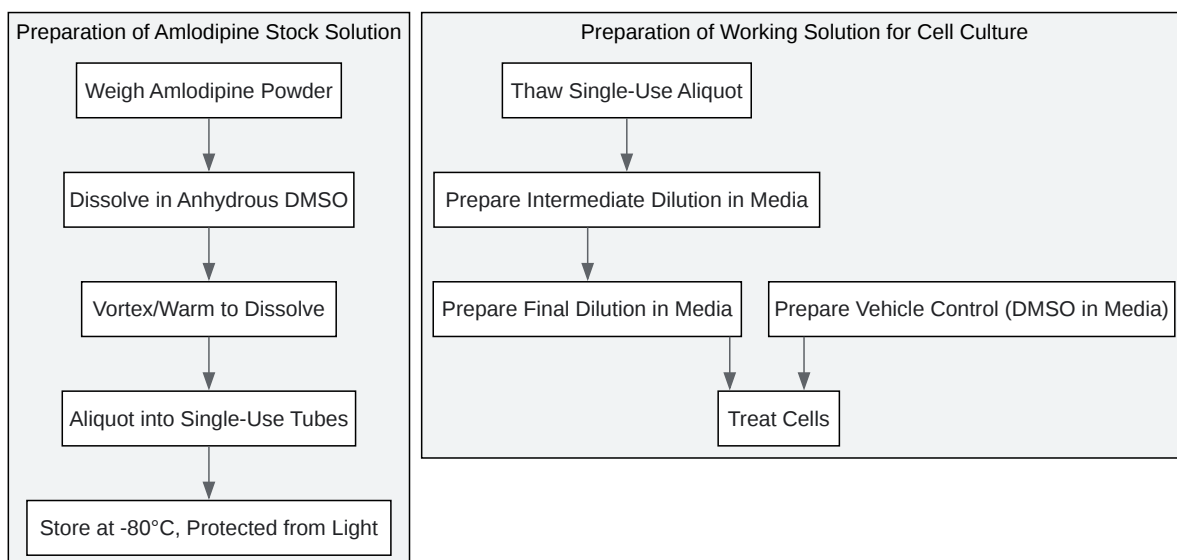 Preparation of Amlodipine Stock Solution
Weigh Amlodipine Powder
Dissolve in Anhydrous DMSO
Vortex/Warm to Dissolve
Aliquot into Single-Use Tubes
Store at -80°C, Protected from Light
Preparation of Working Solution for Cell Culture
Thaw Single-Use Aliquot
Prepare Intermediate Dilution in Media
Prepare Final Dilution in Media
Prepare Vehicle Control (DMSO in Media)
Treat Cells